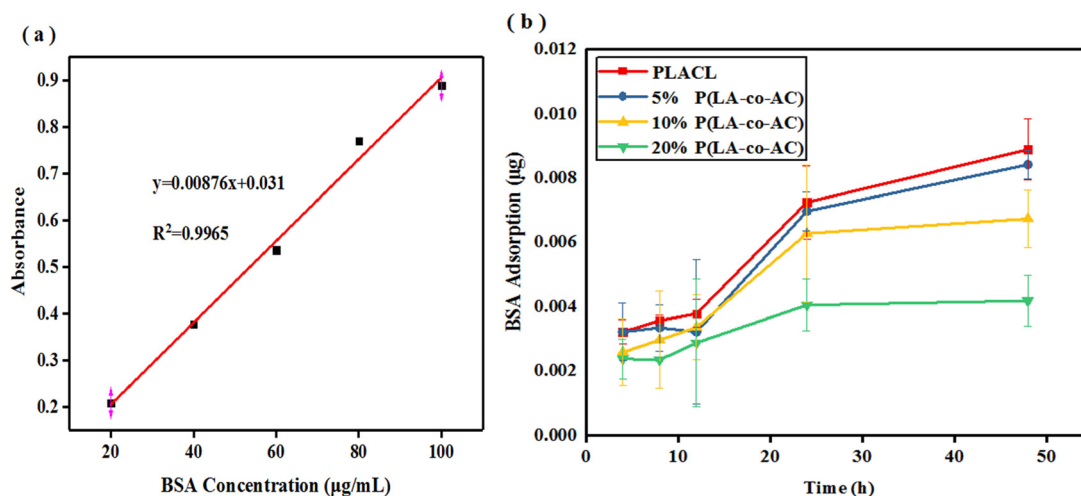 ( a )
0.9
0.8
0.7
0.6
0.5
0.4
0.3
0.2
Absorbance
y=0.00876x+0.031
R²=0.9965
20
40
60
80
100
BSA Concentration (μg/mL)
( b )
0.012
0.010
0.008
0.006
0.004
0.002
0.000
BSA Adsorption (μg)
PLACL
5% P(LA-co-AC)
10% P(LA-co-AC)
20% P(LA-co-AC)
0
10
20
30
40
50
Time (h)